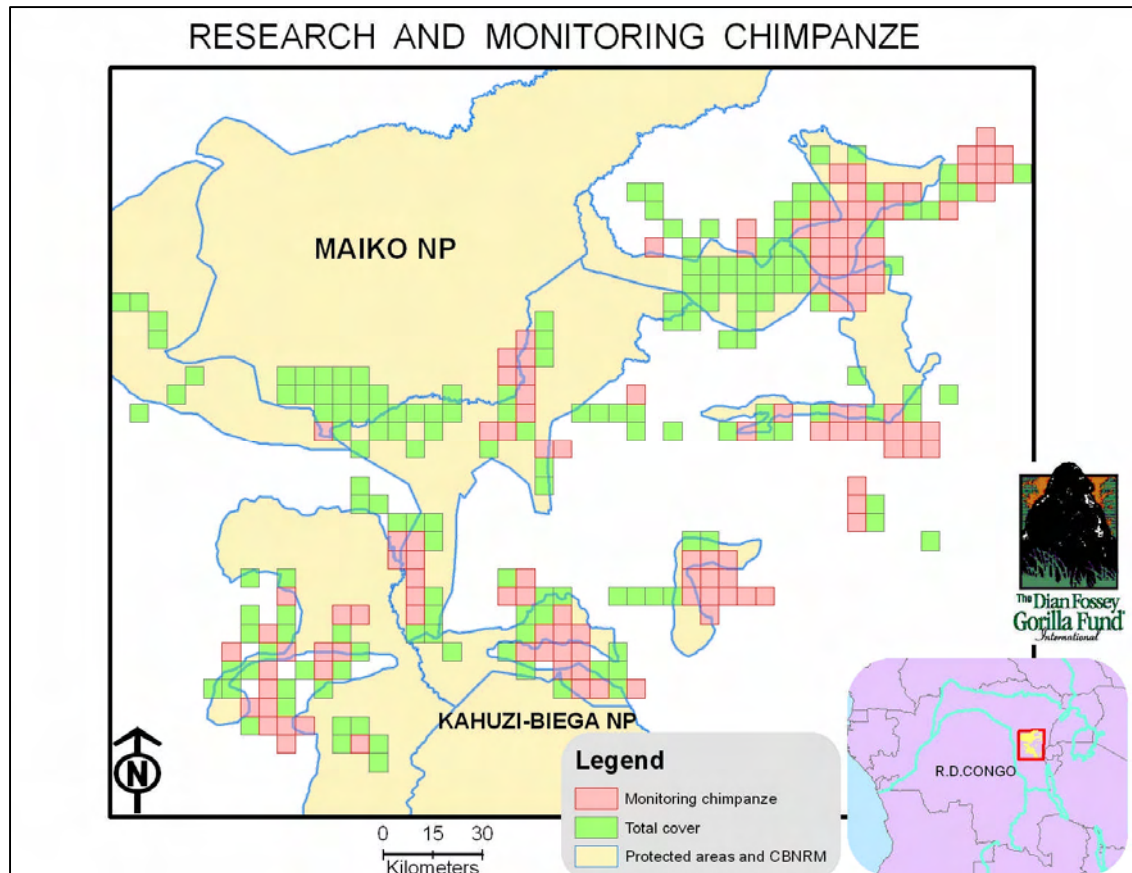 RESEARCH AND MONITORING CHIMPANZE
MAIKO NP
KAHUZI-BIEGA NP
The Dian Fossey
Gorilla Fund
International
R.D.CONGO
N
0 15 30
Kilometers
Legend
Monitoring chimpanze
Total cover
Protected areas and CBNRM